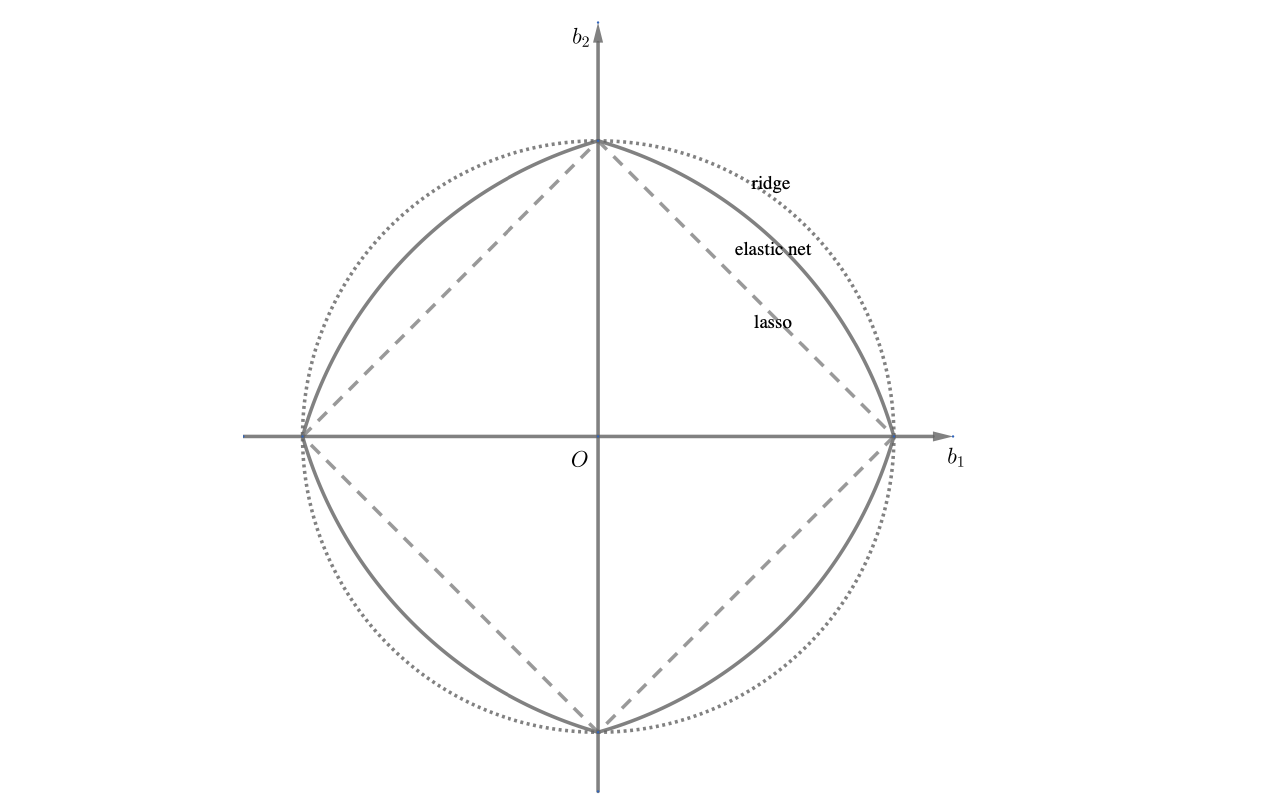 b₂
ridge
elastic net
lasso
O
b₁